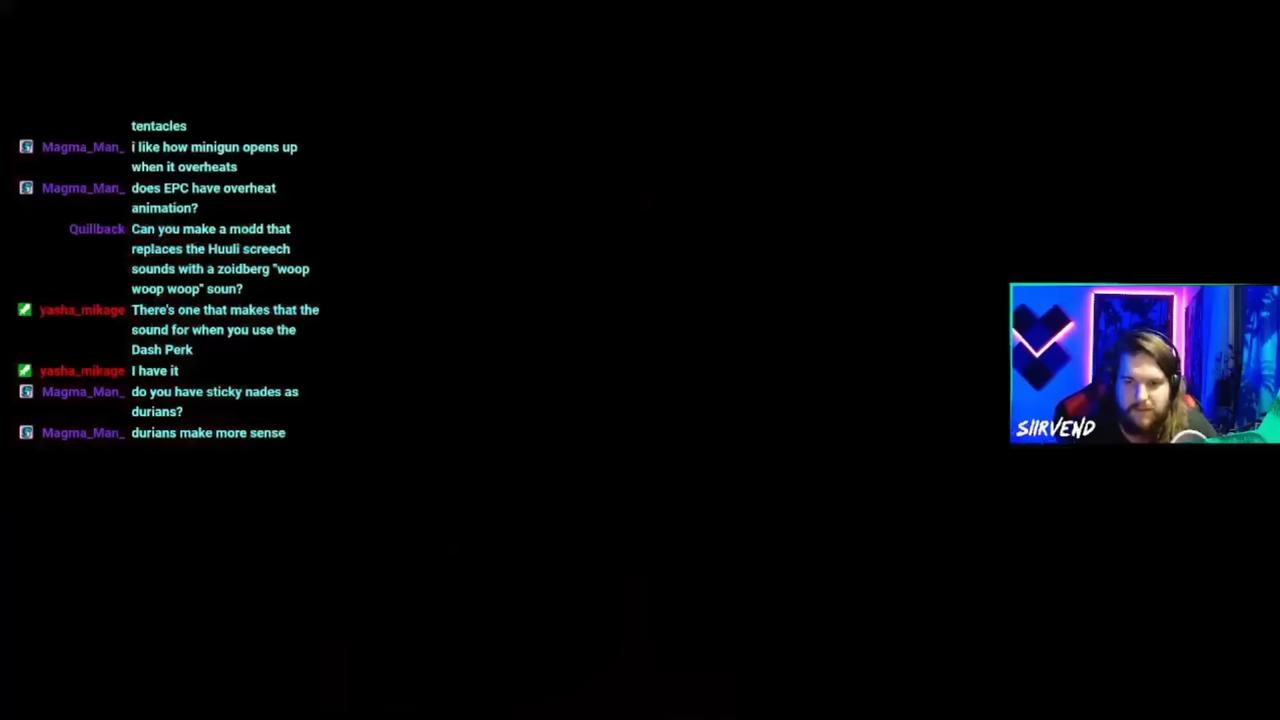 tentacles
Magma_Man_ i like how minigun opens up
when it overheats
Magma_Man_ does EPC have overheat
animation?
Quillback Can you make a modd that
replaces the Huuli screech
sounds with a zoidberg "woop
woop woop" soun?
yasha_mikage There's one that makes that the
sound for when you use the
Dash Perk
yasha_mikage I have it
Magma_Man_ do you have sticky nades as
durians?
Magma_Man_ durians make more sense
SIIRVEND